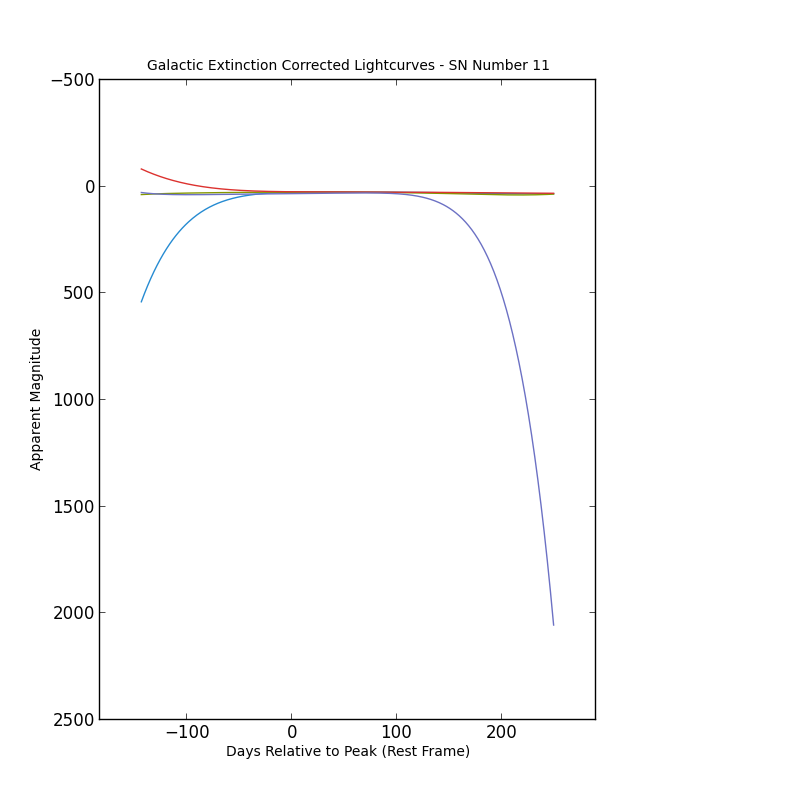 Galactic Extinction Corrected Lightcurves - SN Number 11
−500
0
500
1000
1500
2000
2500
Apparent Magnitude
−100 0 100 200
Days Relative to Peak (Rest Frame)